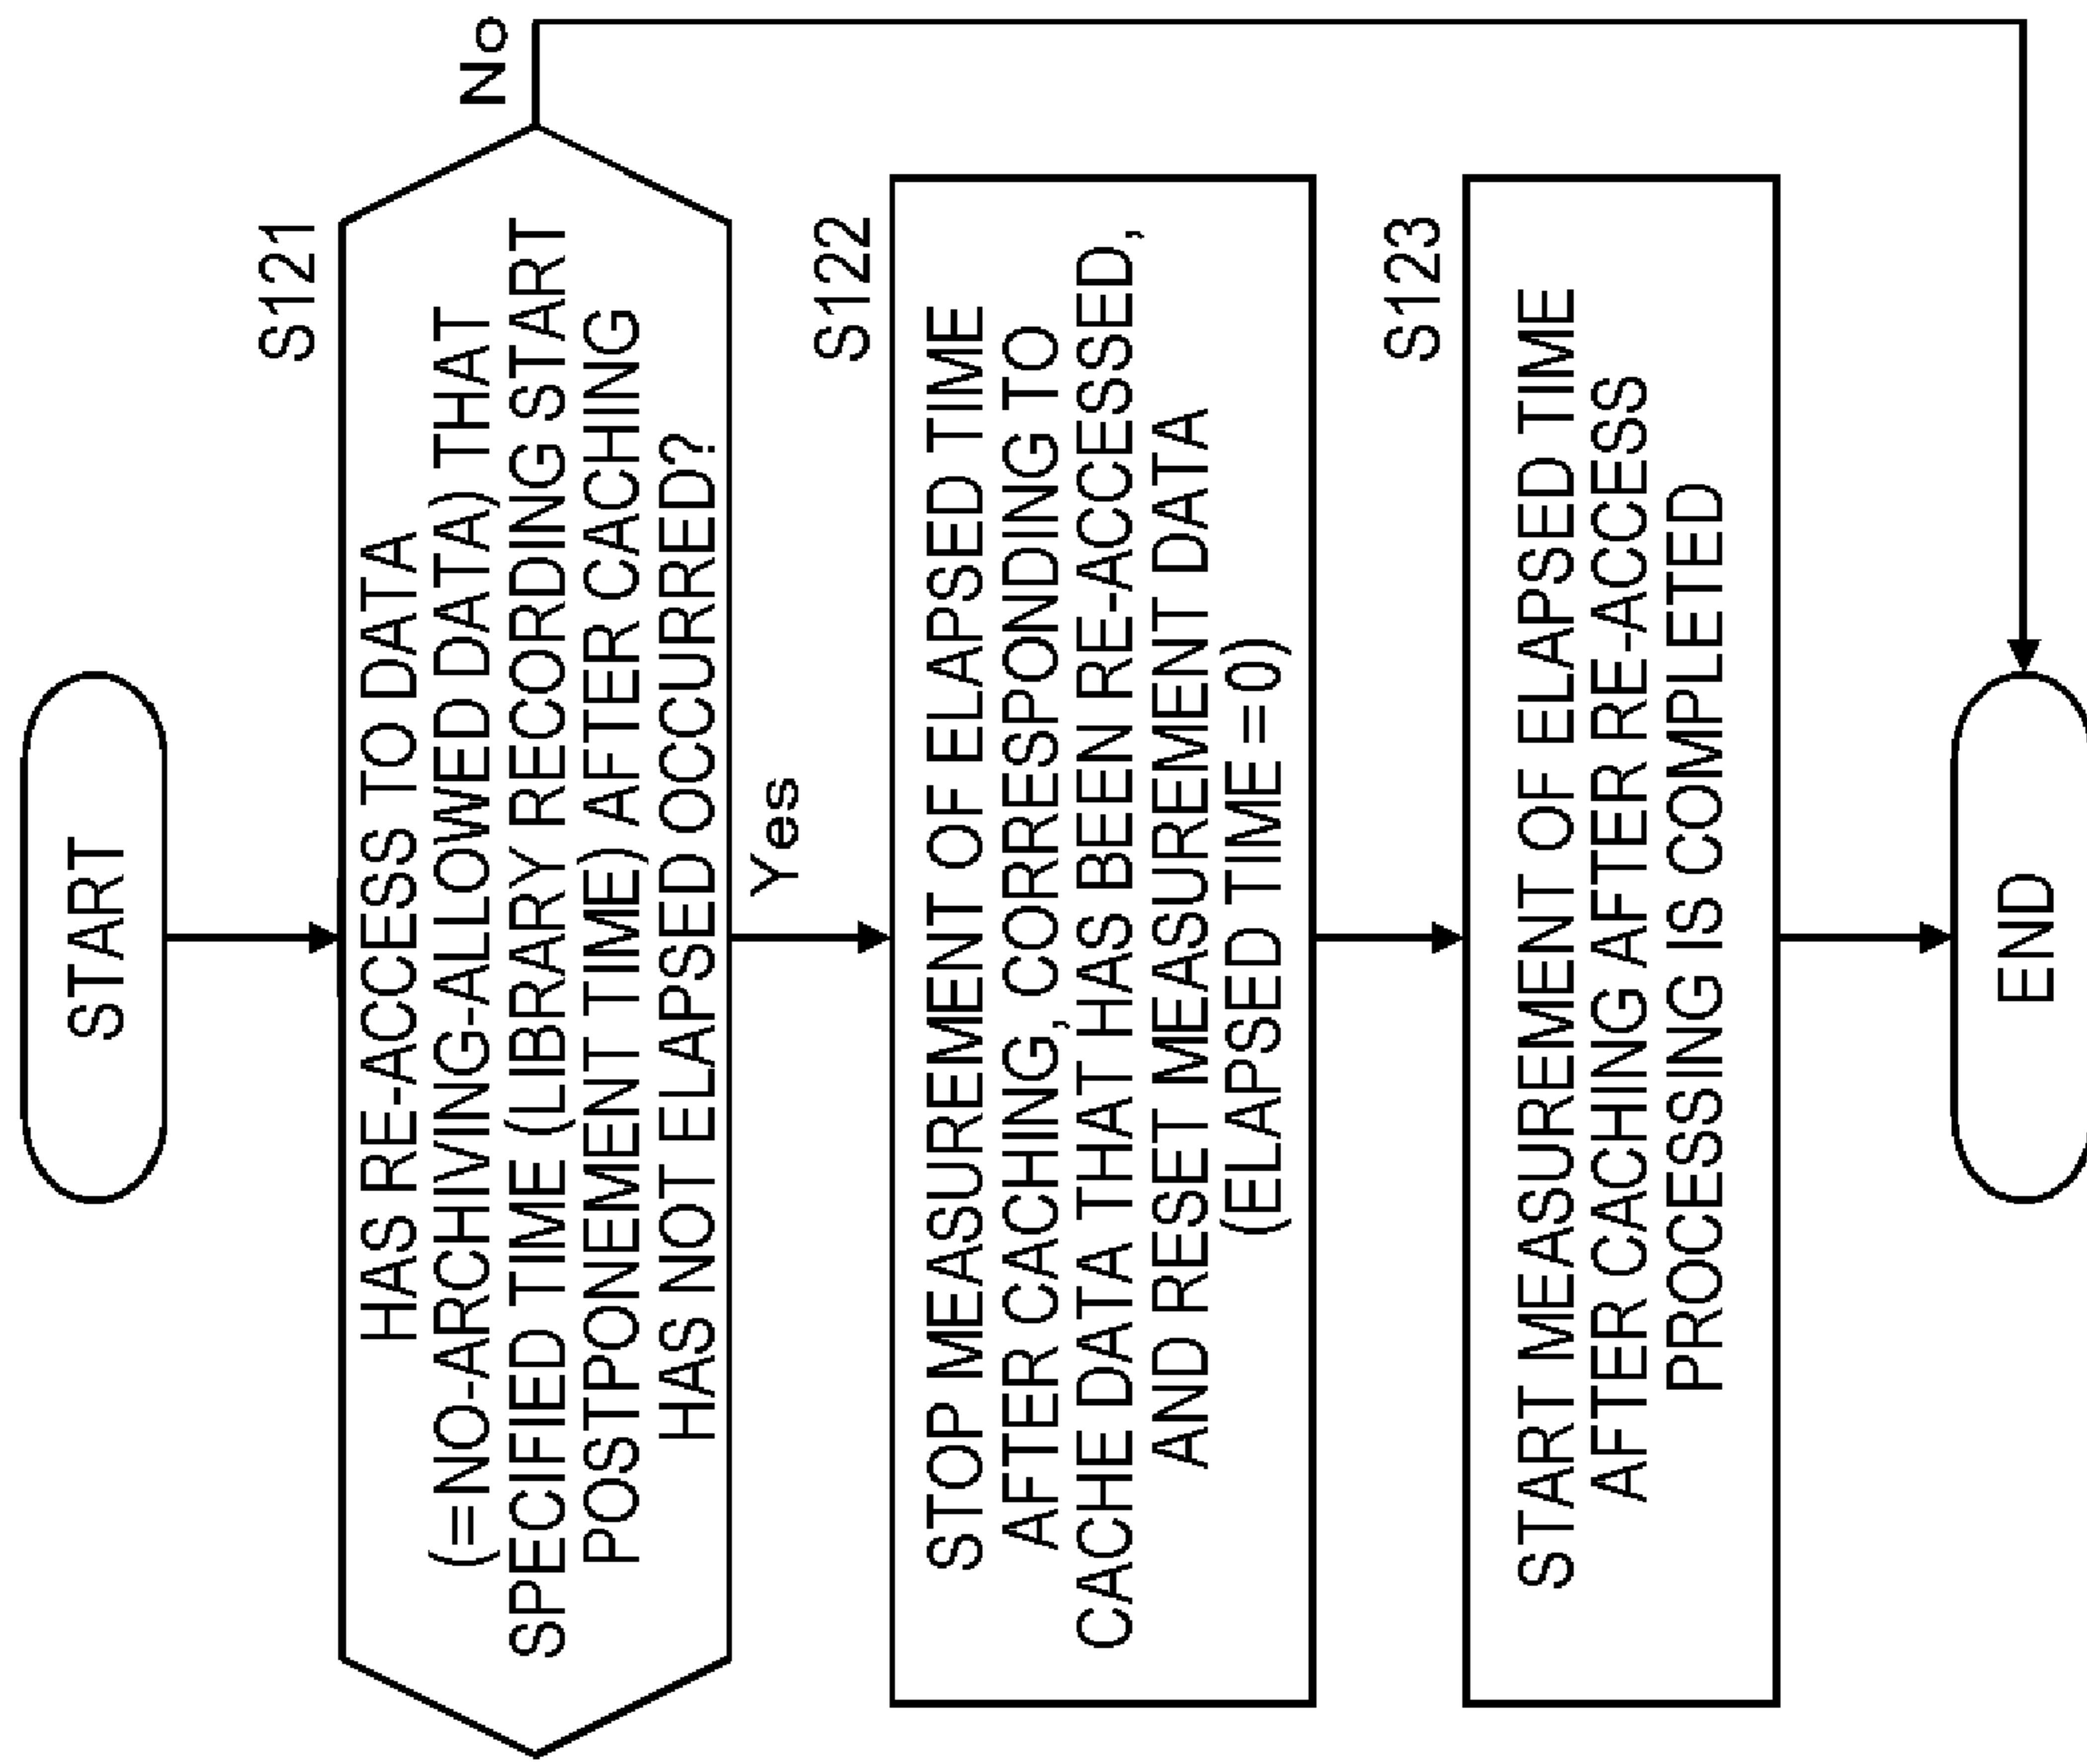 START
S121
HAS RE-ACCESS TO DATA
(=NO-ARCHIVING-ALLOWED DATA) THAT
SPECIFIED TIME (LIBRARY RECORDING START
POSTPONEMENT TIME) AFTER CACHING
HAS NOT ELAPSED OCCURRED?
No
Yes
S122
STOP MEASUREMENT OF ELAPSED TIME
AFTER CACHING, CORRESPONDING TO
CACHE DATA THAT HAS BEEN RE-ACCESSED,
AND RESET MEASUREMENT DATA
(ELAPSED TIME=0)
S123
START MEASUREMENT OF ELAPSED TIME
AFTER CACHING AFTER RE-ACCESS
PROCESSING IS COMPLETED
END